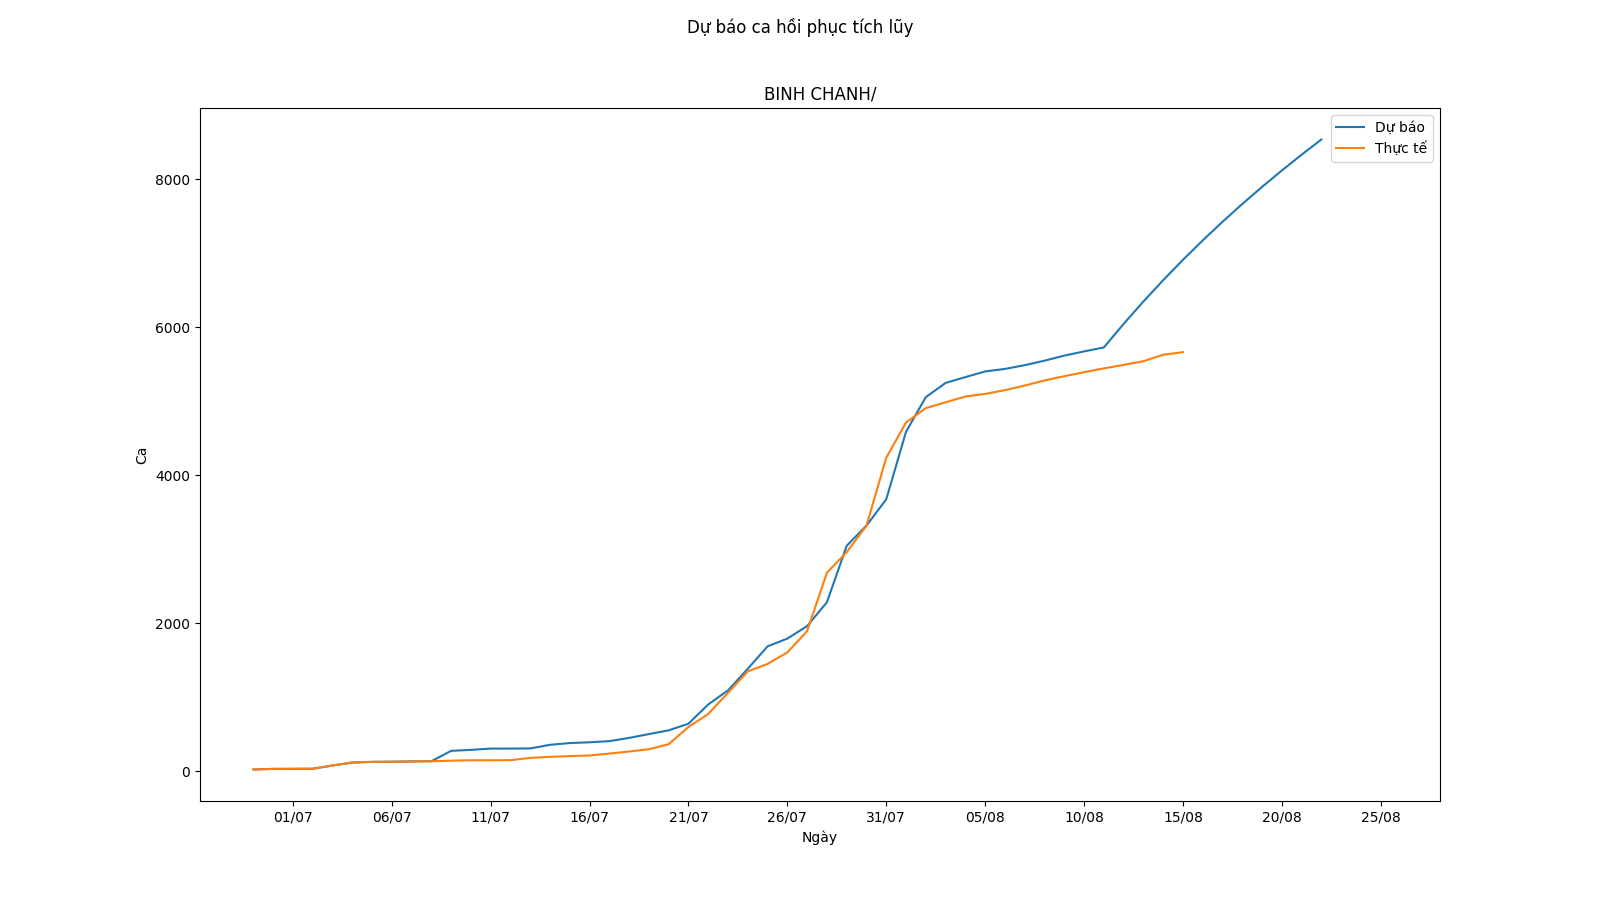 Dự báo ca hồi phục tích lũy
BINH CHANH/
Dự báo
Thực tế
8000
6000
4000
2000
0
Ca
01/07 06/07 11/07 16/07 21/07 26/07 31/07 05/08 10/08 15/08 20/08 25/08
Ngày